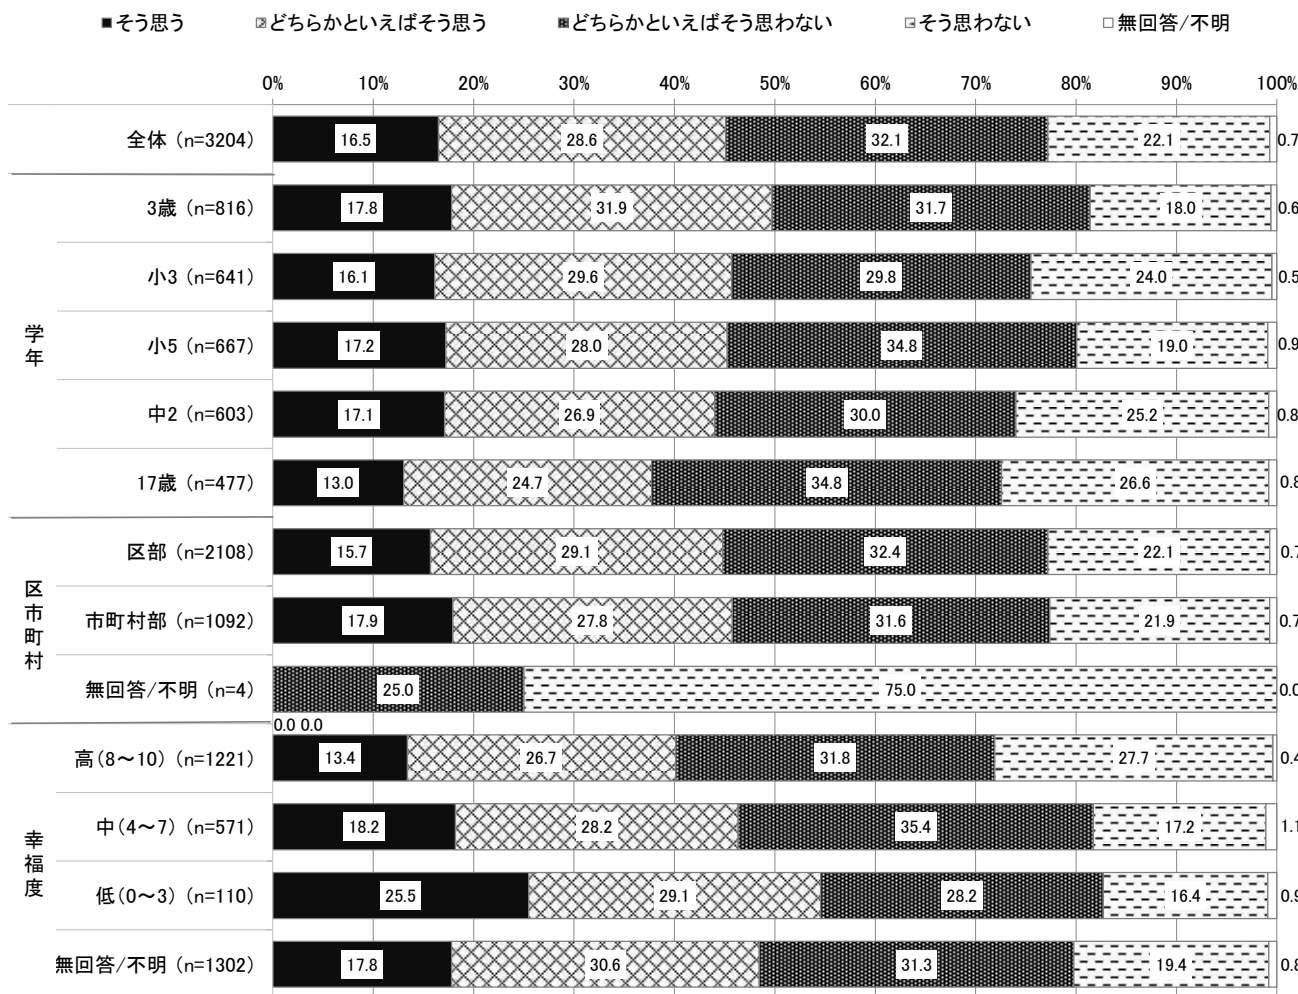 ■そう思う □どちらかといえばそう思う ■どちらかといえばそう思わない □そう思わない □無回答/不明
0% 10% 20% 30% 40% 50% 60% 70% 80% 90% 100%
全体 (n=3204) 16.5 28.6 32.1 22.1 0.7
学年
3歳 (n=816) 17.8 31.9 31.7 18.0 0.6
小3 (n=641) 16.1 29.6 29.8 24.0 0.5
小5 (n=667) 17.2 28.0 34.8 19.0 0.9
中2 (n=603) 17.1 26.9 30.0 25.2 0.8
17歳 (n=477) 13.0 24.7 34.8 26.6 0.8
区市町村
区部 (n=2108) 15.7 29.1 32.4 22.1 0.7
市町村部 (n=1092) 17.9 27.8 31.6 21.9 0.7
無回答/不明 (n=4) 25.0 75.0 0.0
0.0 0.0
幸福度
高(8～10) (n=1221) 13.4 26.7 31.8 27.7 0.4
中(4～7) (n=571) 18.2 28.2 35.4 17.2 1.1
低(0～3) (n=110) 25.5 29.1 28.2 16.4 0.9
無回答/不明 (n=1302) 17.8 30.6 31.3 19.4 0.8